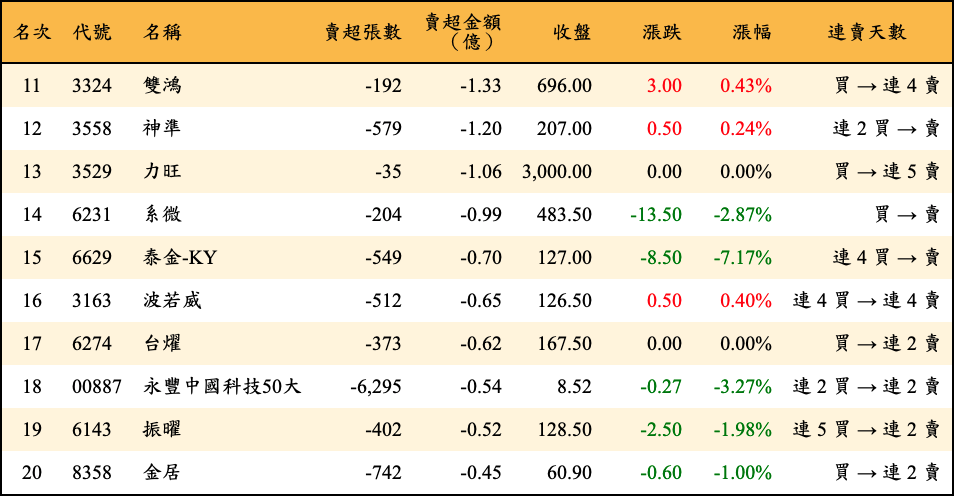 名次 代號 名稱 賣超張數 賣超金額（億） 收盤 漲跌 漲幅 連賣天數
11 3324 雙鴻 -192 -1.33 696.00 3.00 0.43% 買 → 連 4 賣
12 3558 神準 -579 -1.20 207.00 0.50 0.24% 連 2 買 → 賣
13 3529 力旺 -35 -1.06 3,000.00 0.00 0.00% 買 → 連 5 賣
14 6231 系微 -204 -0.99 483.50 -13.50 -2.87% 買 → 賣
15 6629 泰金-KY -549 -0.70 127.00 -8.50 -7.17% 連 4 買 → 賣
16 3163 波若威 -512 -0.65 126.50 0.50 0.40% 連 4 買 → 連 4 賣
17 6274 台燿 -373 -0.62 167.50 0.00 0.00% 買 → 連 2 賣
18 00887 永豐中國科技50大 -6,295 -0.54 8.52 -0.27 -3.27% 連 2 買 → 連 2 賣
19 6143 振曜 -402 -0.52 128.50 -2.50 -1.98% 連 5 買 → 連 2 賣
20 8358 金居 -742 -0.45 60.90 -0.60 -1.00% 買 → 連 2 賣